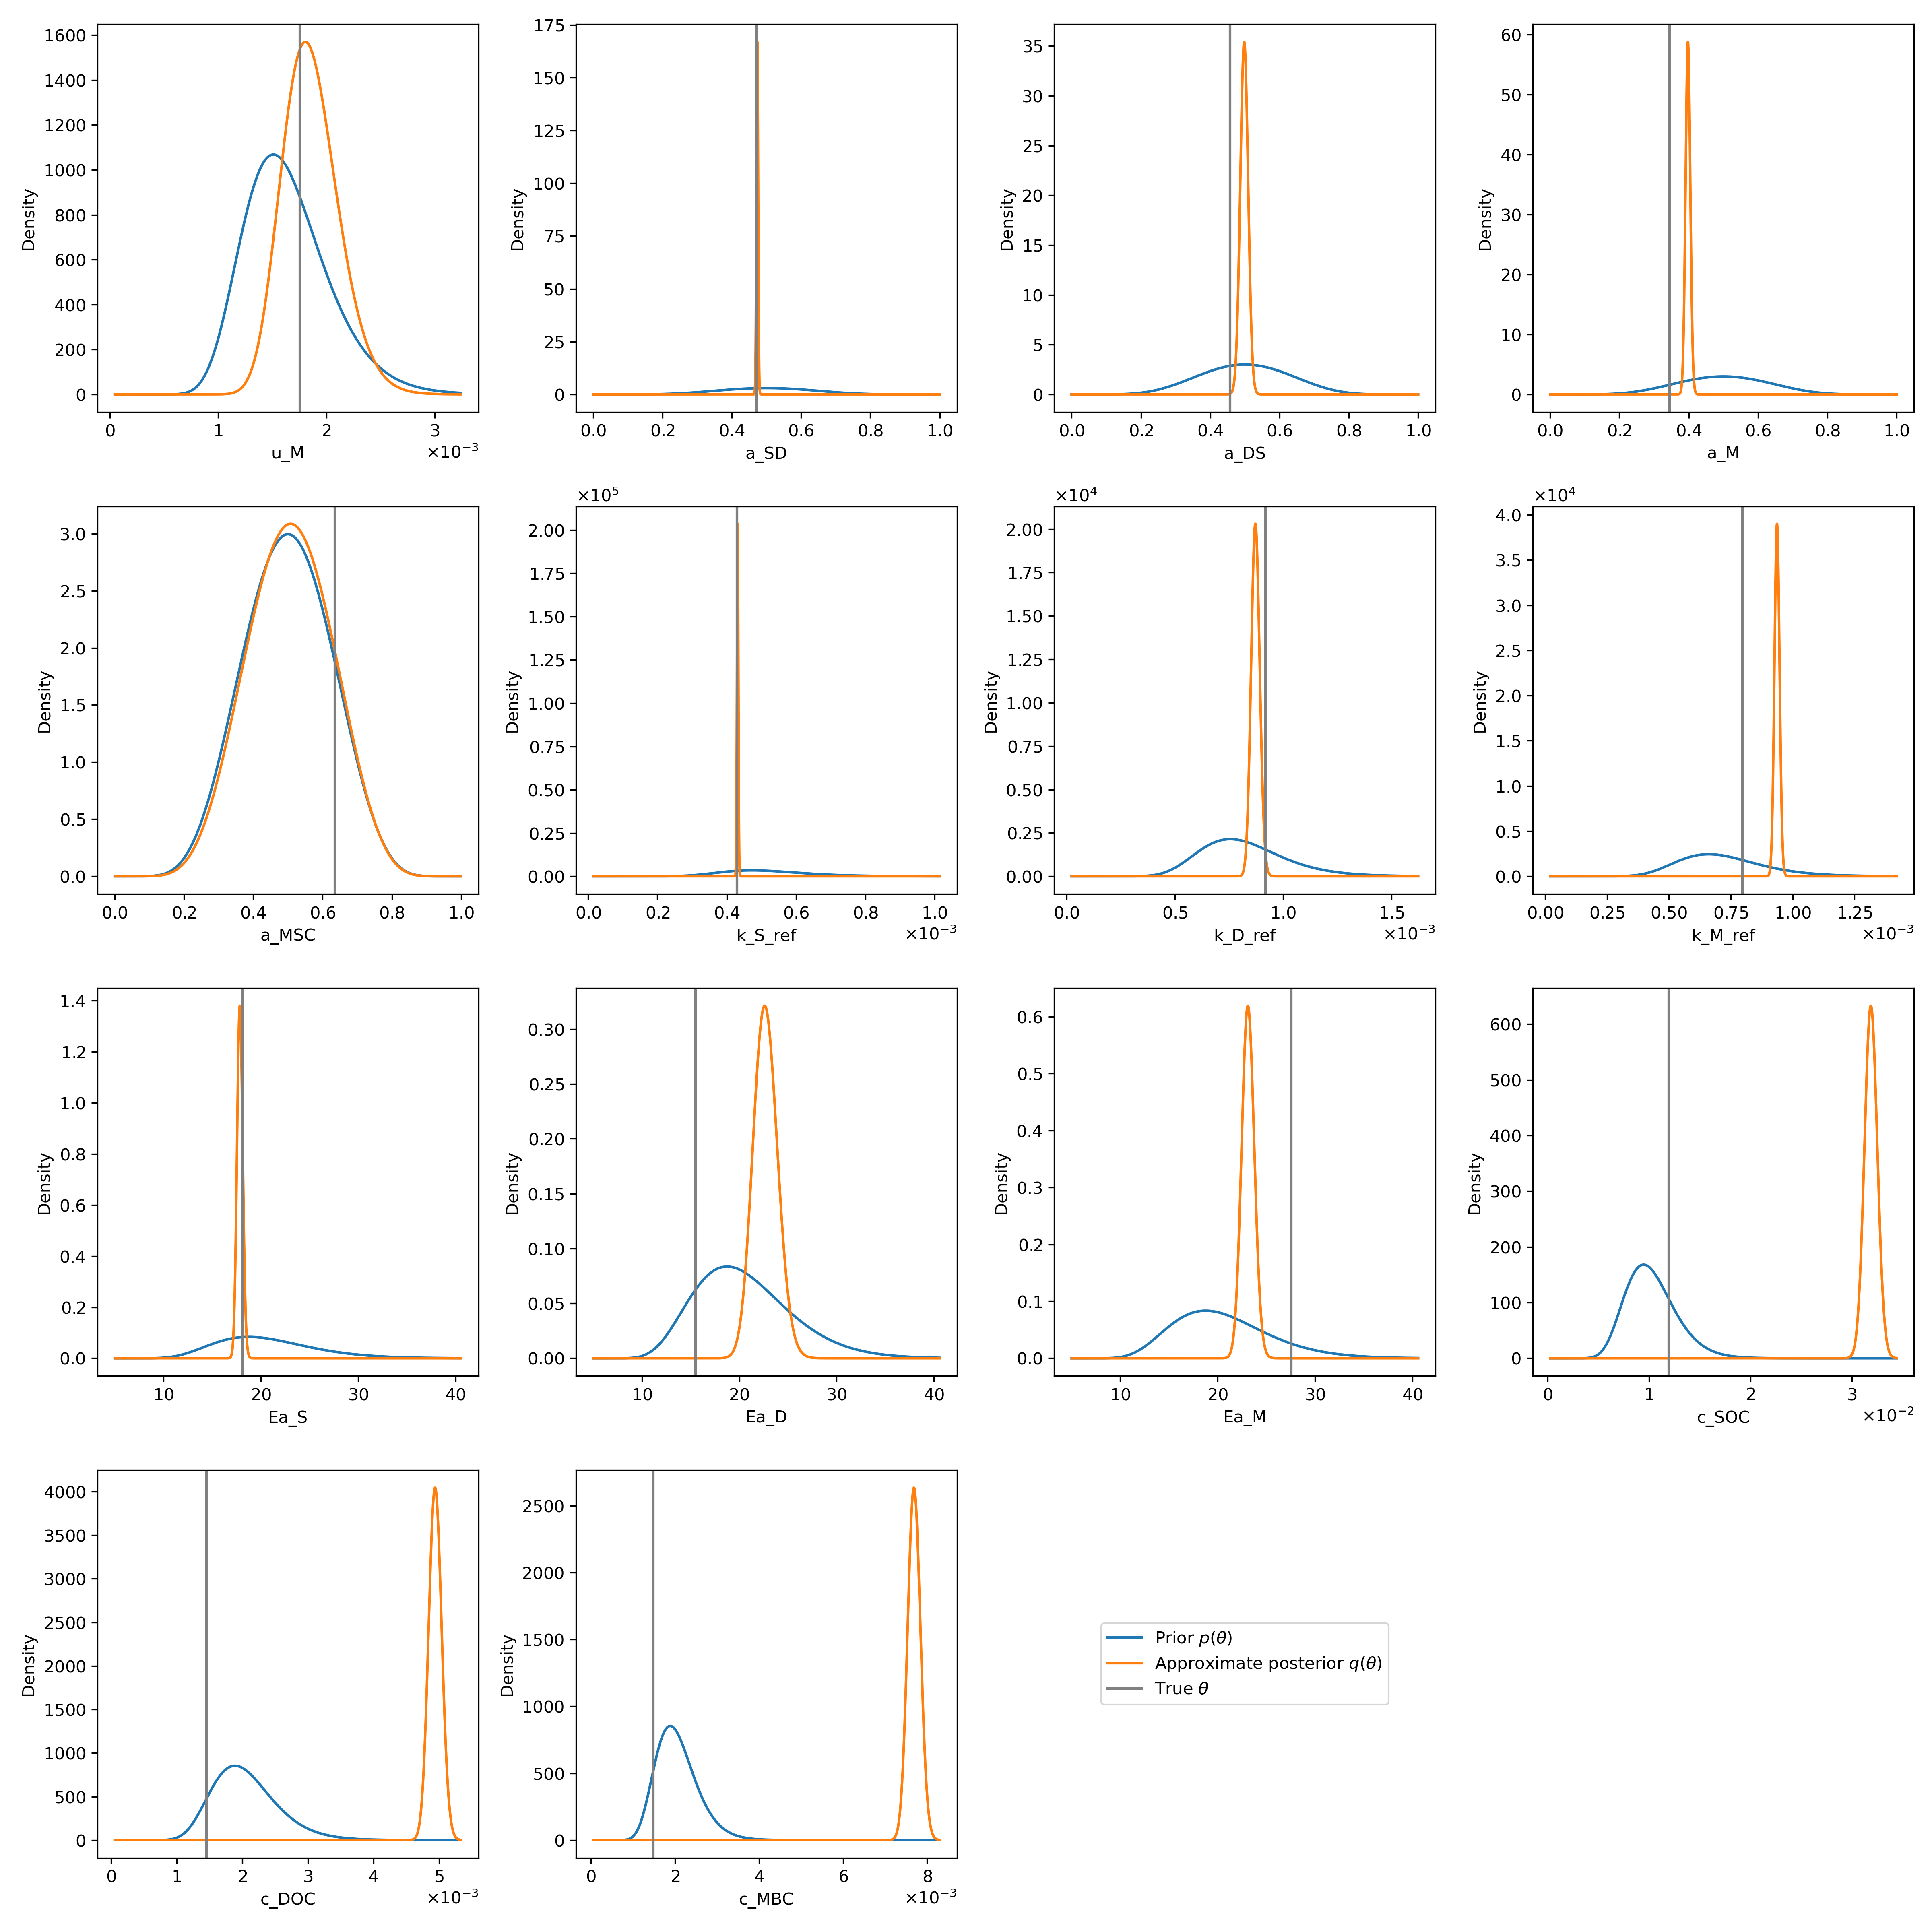 1600
1400
1200
1000
800
600
400
200
0
Density
0 1 2 3
×10⁻³
u_M
175
150
125
100
75
50
25
0
Density
0.0 0.2 0.4 0.6 0.8 1.0
a_SD
35
30
25
20
15
10
5
0
Density
0.0 0.2 0.4 0.6 0.8 1.0
a_DS
60
50
40
30
20
10
0
Density
0.0 0.2 0.4 0.6 0.8 1.0
a_M
3.0
2.5
2.0
1.5
1.0
0.5
0.0
Density
0.0 0.2 0.4 0.6 0.8 1.0
a_MSC
×10⁵
2.00
1.75
1.50
1.25
1.00
0.75
0.50
0.25
0.00
Density
0.0 0.2 0.4 0.6 0.8 1.0
×10⁻³
k_S_ref
×10⁴
2.00
1.75
1.50
1.25
1.00
0.75
0.50
0.25
0.00
Density
0.0 0.5 1.0 1.5
×10⁻³
k_D_ref
×10⁴
4.0
3.5
3.0
2.5
2.0
1.5
1.0
0.5
0.0
Density
0.00 0.25 0.50 0.75 1.00 1.25
×10⁻³
k_M_ref
1.4
1.2
1.0
0.8
0.6
0.4
0.2
0.0
Density
10 20 30 40
Ea_S
0.30
0.25
0.20
0.15
0.10
0.05
0.00
Density
10 20 30 40
Ea_D
0.6
0.5
0.4
0.3
0.2
0.1
0.0
Density
10 20 30 40
Ea_M
600
500
400
300
200
100
0
Density
0 1 2 3
×10⁻²
c_SOC
4000
3500
3000
2500
2000
1500
1000
500
0
Density
0 1 2 3 4 5
×10⁻³
c_DOC
2500
2000
1500
1000
500
0
Density
0 2 4 6 8
×10⁻³
c_MBC
Prior p(θ)
Approximate posterior q(θ)
True θ